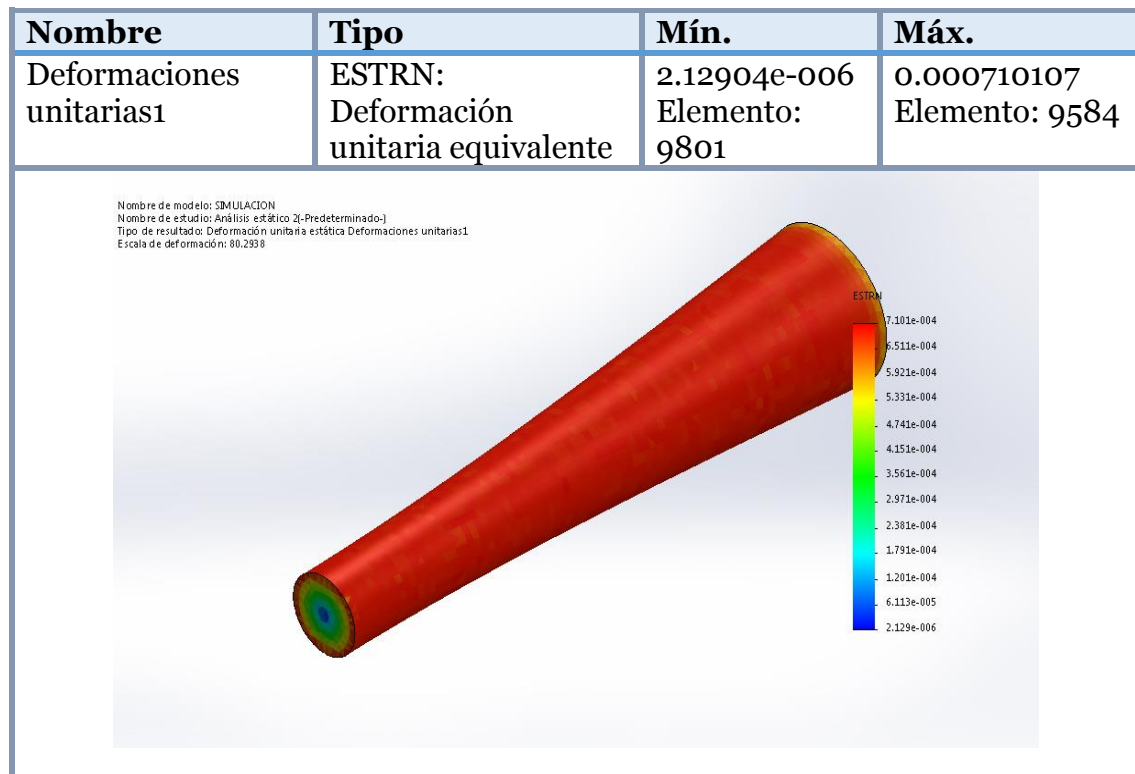 Nombre Tipo Mín. Máx.
Deformaciones ESTRN: 2.12904e-006 0.000710107
unitarias1 Deformación Elemento: Elemento: 9584
unitaria equivalente 9801
Nombre de modelo: SIMULACION
Nombre de estudio: Análisis estático 2(-Predeterminado-)
Tipo de resultado: Deformación unitaria estática Deformaciones unitarias1
Escala de deformación: 80.2938
ESTRN
7.101e-004
6.511e-004
5.921e-004
5.331e-004
4.741e-004
4.151e-004
3.561e-004
2.971e-004
2.381e-004
1.791e-004
1.201e-004
6.113e-005
2.129e-006